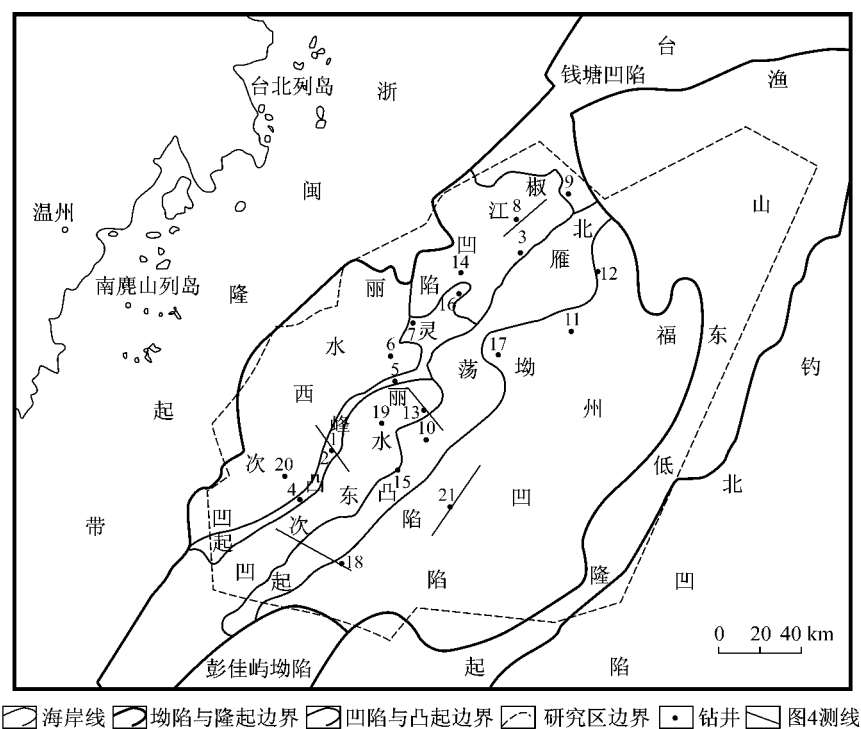 台
钱塘凹陷
渔
台北列岛
浙
椒
9
闽
江
8
山
温州
北
凹
3
雁
14
12
南麂山列岛
丽
陷
隆
16
7
灵
11
福
东
水
6
17
荡
坳
钓
5
西
丽
起
19
13
州
峰
1
水
10
2
次
20
低
凸
东
凸
15
北
4
21
凹
凹
次
陷
带
起
18
凹
起
陷
隆
凹
0 20 40 km
彭佳屿坳陷
起
陷
海岸线 坳陷与隆起边界 凹陷与凸起边界 研究区边界 钻井 图4测线